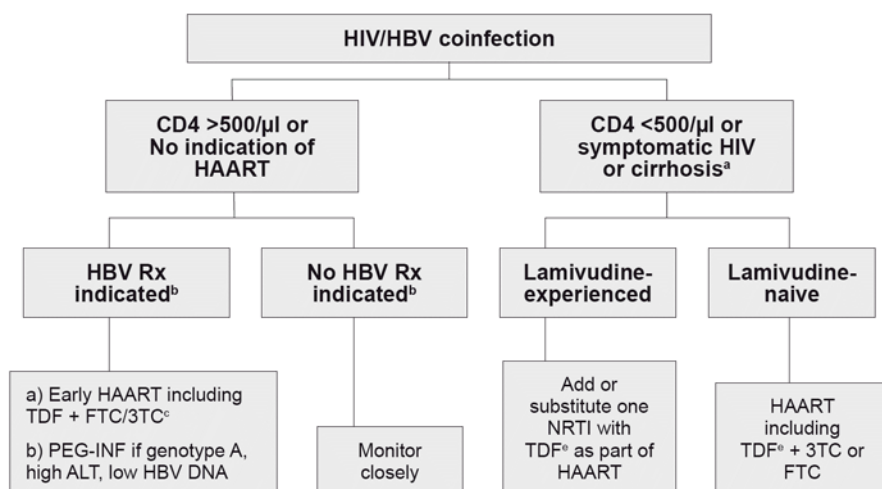 HIV/HBV coinfection
CD4 >500/µl or
No indication of
HAART
CD4 <500/µl or
symptomatic HIV
or cirrhosisᵃ
HBV Rx
indicatedᵇ
No HBV Rx
indicatedᵇ
Lamivudine-
experienced
Lamivudine-
naive
a) Early HAART including
TDF + FTC/3TCᶜ
b) PEG-INF if genotype A,
high ALT, low HBV DNA
Monitor
closely
Add or
substitute one
NRTI with
TDFᵉ as part of
HAART
HAART
including
TDFᵉ + 3TC or
FTC